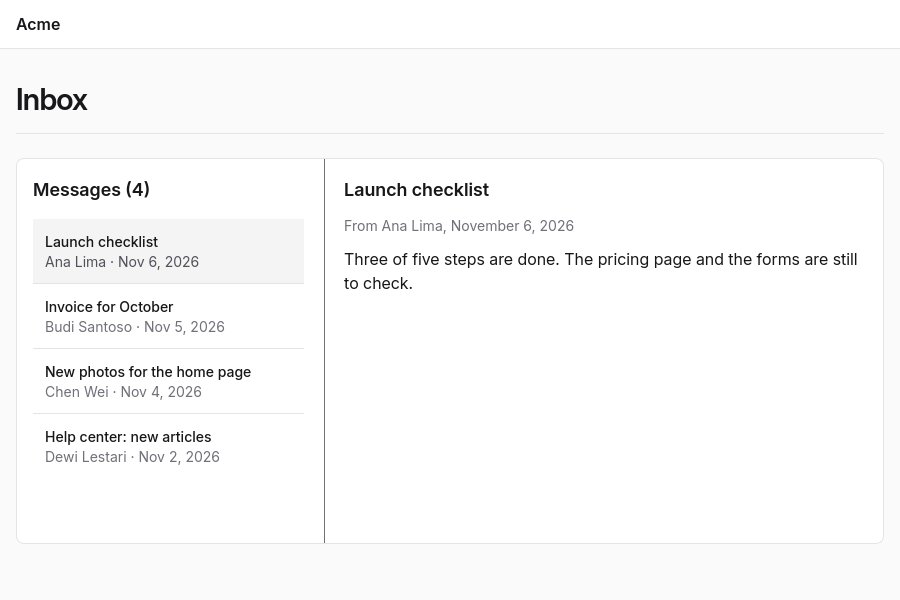 Acme
Inbox
Messages (4)
Launch checklist
Ana Lima · Nov 6, 2026
Invoice for October
Budi Santoso · Nov 5, 2026
New photos for the home page
Chen Wei · Nov 4, 2026
Help center: new articles
Dewi Lestari · Nov 2, 2026
Launch checklist
From Ana Lima, November 6, 2026
Three of five steps are done. The pricing page and the forms are still
to check.